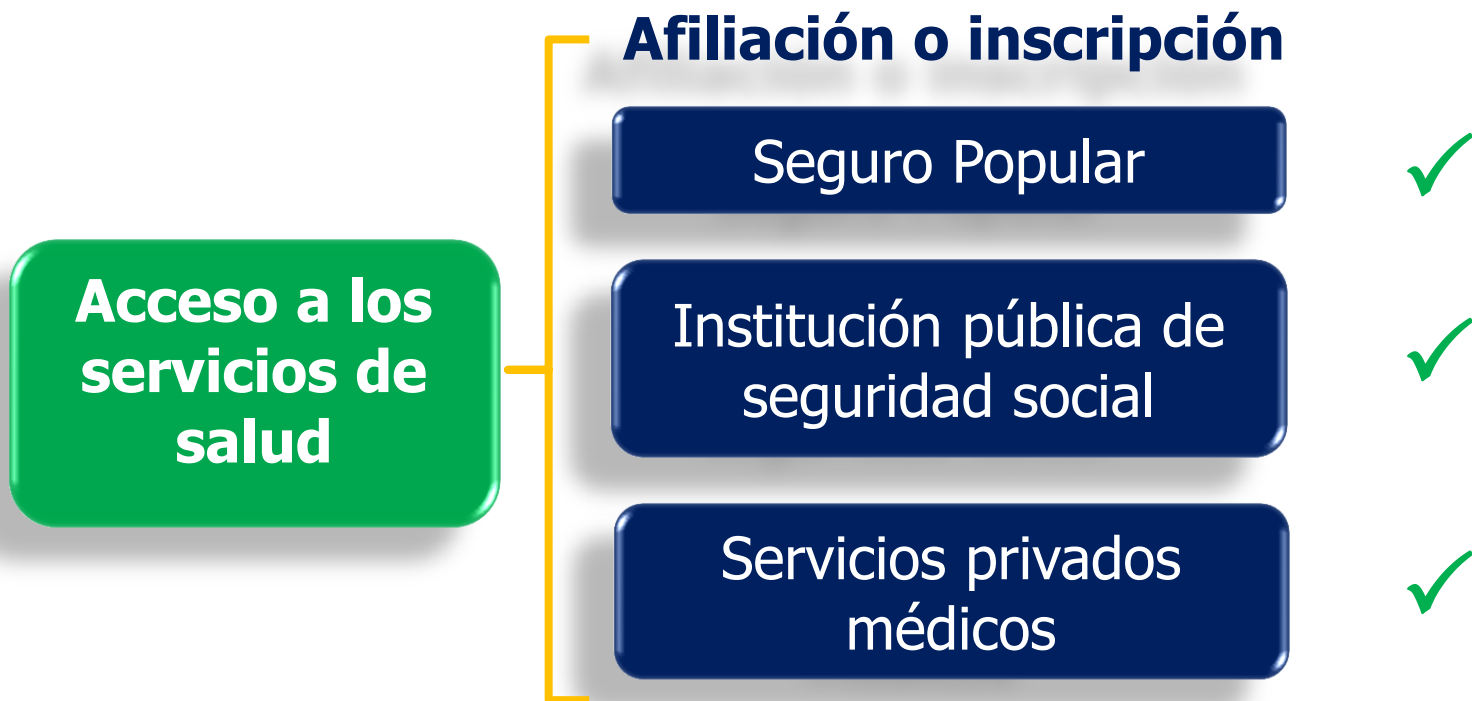 Afiliación o inscripción
Seguro Popular
Acceso a los
servicios de
salud
Institución pública de
seguridad social
Servicios privados
médicos